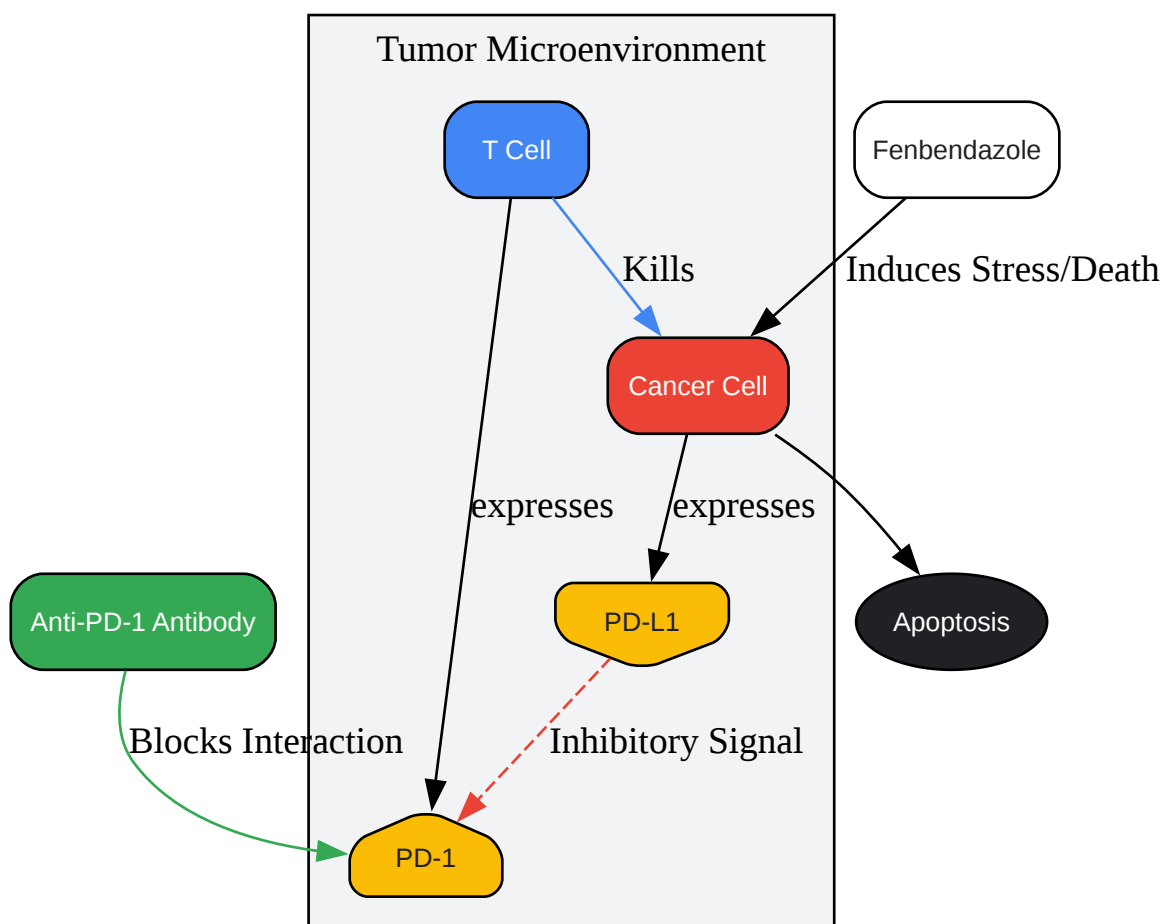 Tumor Microenvironment
T Cell
Fenbendazole
Kills
Induces Stress/Death
Cancer Cell
expresses
expresses
Anti-PD-1 Antibody
PD-L1
Apoptosis
Blocks Interaction
Inhibitory Signal
PD-1